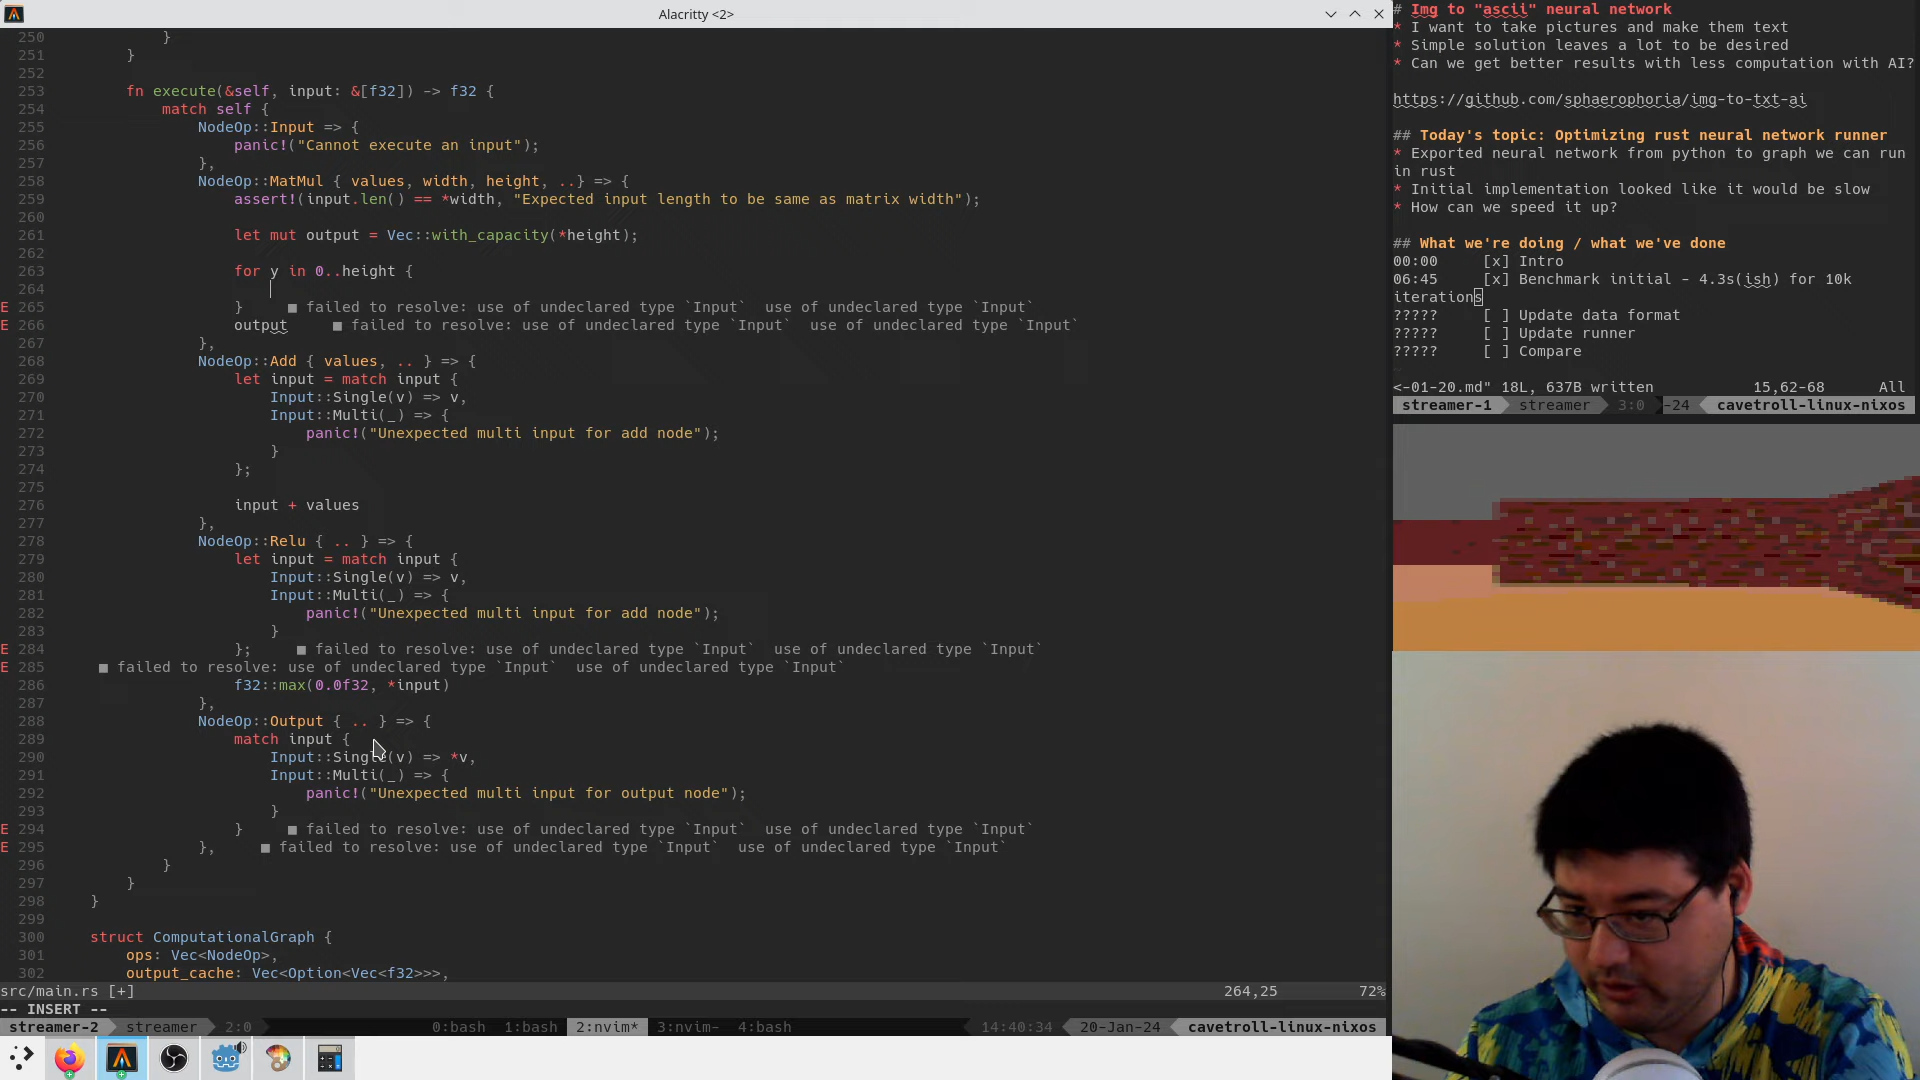 Alacritty <2>
250             }
251         }
252
253         fn execute(&self, input: &[f32]) -> f32 {
254             match self {
255                 NodeOp::Input => {
256                     panic!("Cannot execute an input");
257                 },
258                 NodeOp::MatMul { values, width, height, ..} => {
259                     assert!(input.len() == *width, "Expected input length to be same as matrix width");
260
261                     let mut output = Vec::with_capacity(*height);
262
263                     for y in 0..height {
264
E 265                     }     ■ failed to resolve: use of undeclared type `Input`  use of undeclared type `Input`
E 266                     output     ■ failed to resolve: use of undeclared type `Input`  use of undeclared type `Input`
267                 },
268                 NodeOp::Add { values, .. } => {
269                     let input = match input {
270                         Input::Single(v) => v,
271                         Input::Multi(_) => {
272                             panic!("Unexpected multi input for add node");
273                         }
274                     };
275
276                     input + values
277                 },
278                 NodeOp::Relu { .. } => {
279                     let input = match input {
280                         Input::Single(v) => v,
281                         Input::Multi(_) => {
282                             panic!("Unexpected multi input for add node");
283                         }
E 284                     };     ■ failed to resolve: use of undeclared type `Input`  use of undeclared type `Input`
E 285      ■ failed to resolve: use of undeclared type `Input`  use of undeclared type `Input`
286                     f32::max(0.0f32, *input)
287                 },
288                 NodeOp::Output { .. } => {
289                     match input {
290                         Input::Single(v) => *v,
291                         Input::Multi(_) => {
292                             panic!("Unexpected multi input for output node");
293                         }
E 294                     }     ■ failed to resolve: use of undeclared type `Input`  use of undeclared type `Input`
E 295                 },     ■ failed to resolve: use of undeclared type `Input`  use of undeclared type `Input`
296             }
297         }
298     }
299
300     struct ComputationalGraph {
301         ops: Vec<NodeOp>,
302         output_cache: Vec<Option<Vec<f32>>>,
src/main.rs [+] 264,25 72%
-- INSERT --
streamer-2 streamer 2:0 0:bash 1:bash 2:nvim* 3:nvim- 4:bash 14:40:34 20-Jan-24 cavetroll-linux-nixos
# Img to "ascii" neural network
* I want to take pictures and make them text
* Simple solution leaves a lot to be desired
* Can we get better results with less computation with AI?
https://github.com/sphaerophoria/img-to-txt-ai
## Today's topic: Optimizing rust neural network runner
* Exported neural network from python to graph we can run
in rust
* Initial implementation looked like it would be slow
* How can we speed it up?
## What we're doing / what we've done
00:00     [x] Intro
06:45     [x] Benchmark initial - 4.3s(ish) for 10k
iterations
?????     [ ] Update data format
?????     [ ] Update runner
?????     [ ] Compare
~
<-01-20.md" 18L, 637B written 15,62-68 All
streamer-1 streamer 3:0 -24 cavetroll-linux-nixos